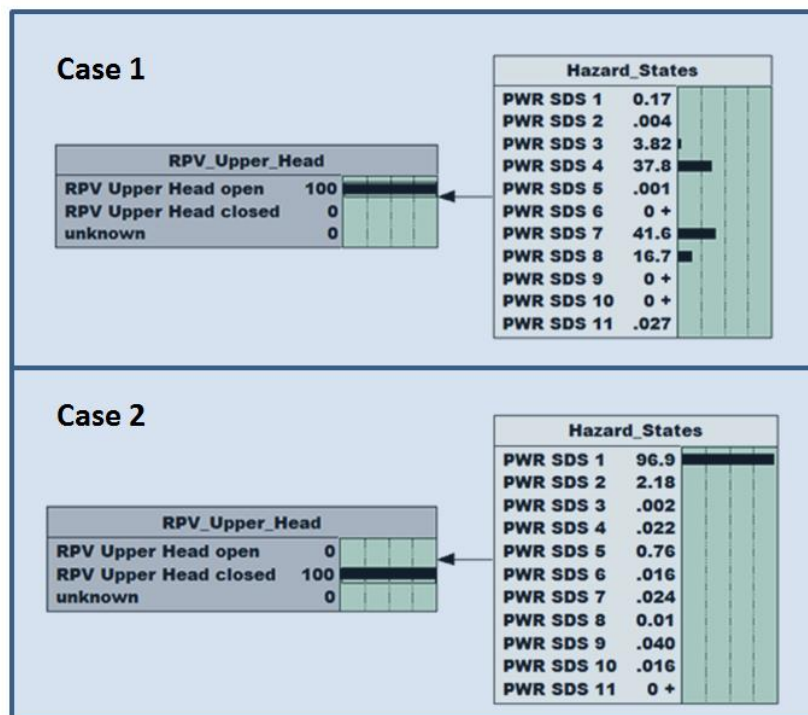 Case 1
RPV_Upper_Head
RPV Upper Head open 100
RPV Upper Head closed 0
unknown 0
Hazard_States
PWR SDS 1 0.17
PWR SDS 2 .004
PWR SDS 3 3.82
PWR SDS 4 37.8
PWR SDS 5 .001
PWR SDS 6 0 +
PWR SDS 7 41.6
PWR SDS 8 16.7
PWR SDS 9 0 +
PWR SDS 10 0 +
PWR SDS 11 .027
Case 2
RPV_Upper_Head
RPV Upper Head open 0
RPV Upper Head closed 100
unknown 0
Hazard_States
PWR SDS 1 96.9
PWR SDS 2 2.18
PWR SDS 3 .002
PWR SDS 4 .022
PWR SDS 5 0.76
PWR SDS 6 .016
PWR SDS 7 .024
PWR SDS 8 0.01
PWR SDS 9 .040
PWR SDS 10 .016
PWR SDS 11 0 +